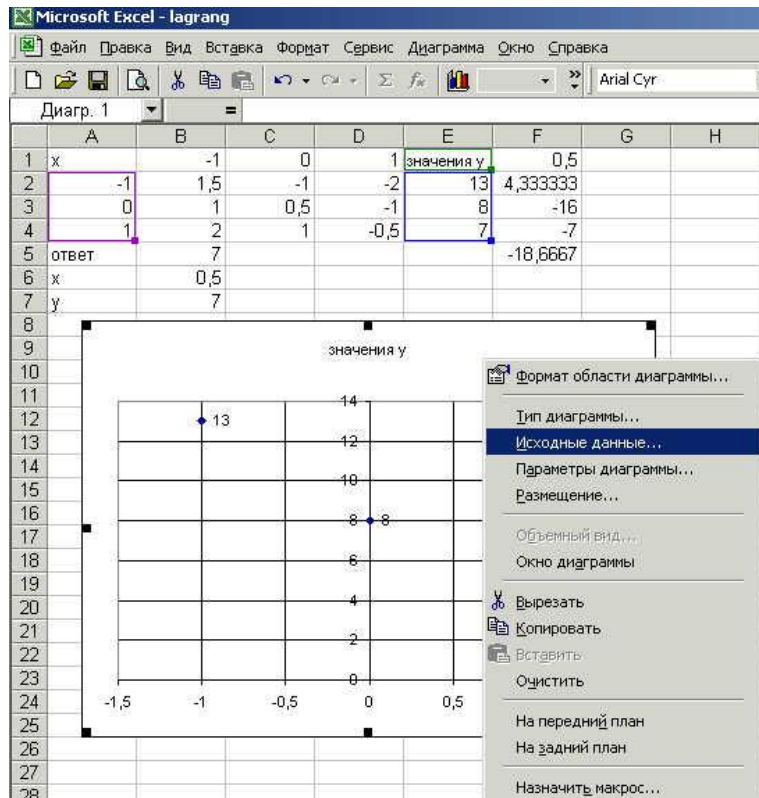 Microsoft Excel - lagrang
Файл Правка Вид Вставка Формат Сервис Диаграмма Окно Справка
Arial Cyr
Диагр. 1 =
A B C D E F G H
1 x -1 0 1 значения y 0,5
2 -1 1,5 -1 -2 13 4,333333
3 0 1 0,5 -1 8 -16
4 1 2 1 -0,5 7 -7
5 ответ 7 -18,6667
6 x 0,5
7 y 7
8
9
10
11
12
13
14
15
16
17
18
19
20
21
22
23
24
25
26
27
28
значения y
14
13
12
10
8 8
6
4
2
0
-1,5 -1 -0,5 0 0,5
Формат области диаграммы...
Тип диаграммы...
Исходные данные...
Параметры диаграммы...
Размещение...
Объемный вид...
Окно диаграммы
Вырезать
Копировать
Вставить
Очистить
На передний план
На задний план
Назначить макрос...